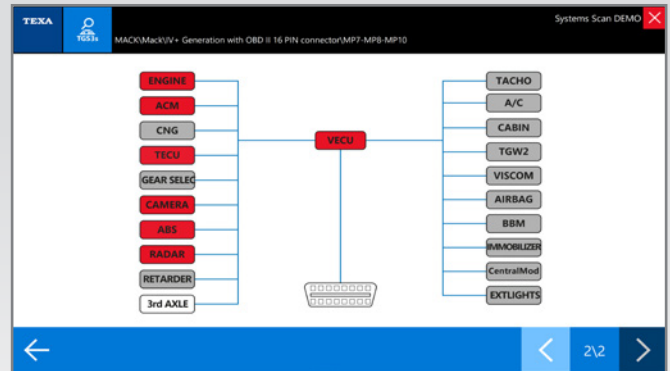 TEXA
TGS3s
Systems Scan DEMO
MACK\Mack\IV+ Generation with OBD II 16 PIN connector\MP7-MP8-MP10
ENGINE
ACM
CNG
TECU
GEAR SELEC
CAMERA
ABS
RADAR
RETARDER
3rd AXLE
VECU
TACHO
A/C
CABIN
TGW2
VISCOM
AIRBAG
BBM
IMMOBILIZER
CentralMod
EXTLIGHTS
2\2